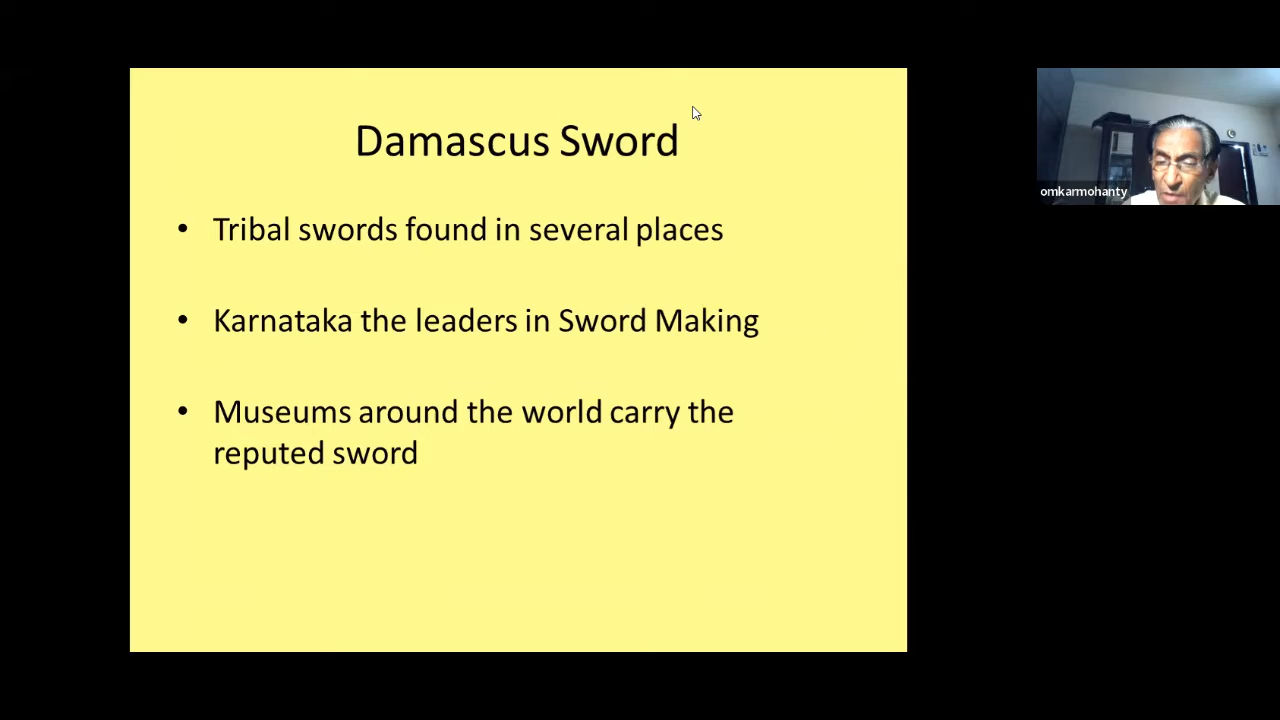 Damascus Sword
• Tribal swords found in several places
• Karnataka the leaders in Sword Making
• Museums around the world carry the
reputed sword
omkarmohanty